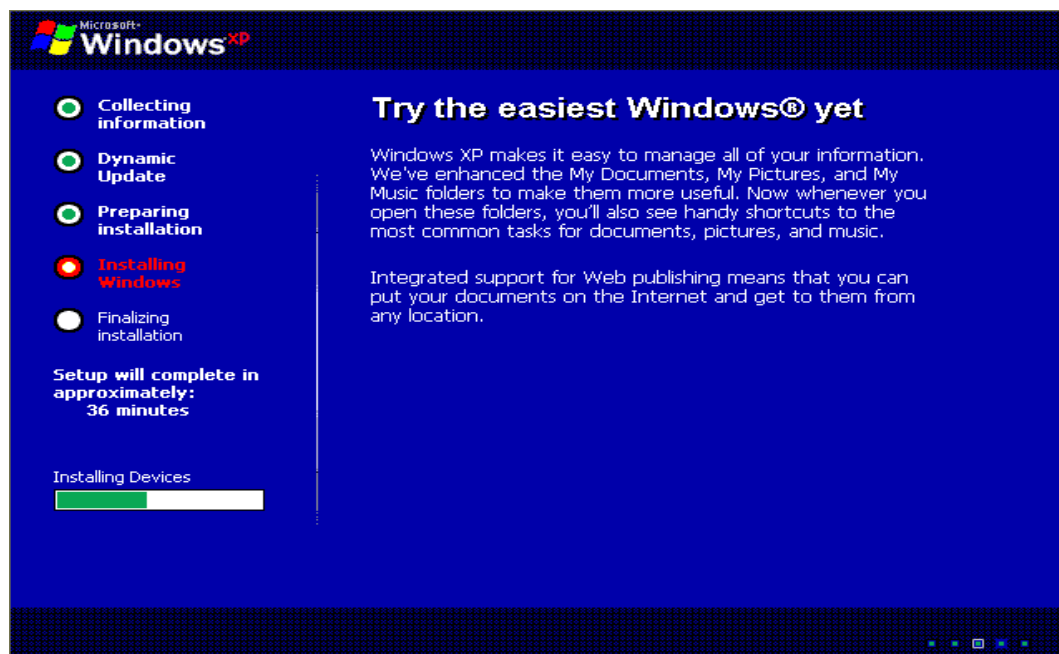 Microsoft®
Windows XP
Collecting
information
Dynamic
Update
Preparing
installation
Installing
Windows
Finalizing
installation
Setup will complete in
approximately:
36 minutes
Installing Devices
Try the easiest Windows® yet
Windows XP makes it easy to manage all of your information.
We've enhanced the My Documents, My Pictures, and My
Music folders to make them more useful. Now whenever you
open these folders, you'll also see handy shortcuts to the
most common tasks for documents, pictures, and music.
Integrated support for Web publishing means that you can
put your documents on the Internet and get to them from
any location.